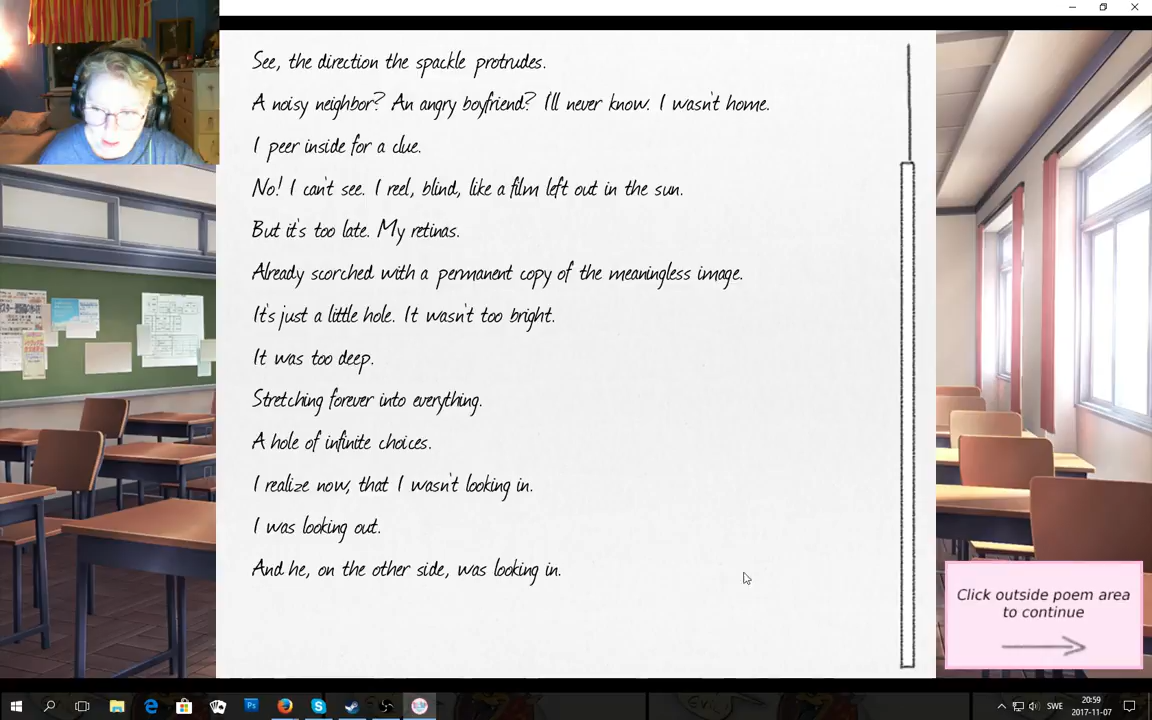 See, the direction the spackle protrudes.
A noisy neighbor? An angry boyfriend? I'll never know. I wasn't home.
I peer inside for a clue.
No! I can't see. I reel, blind, like a film left out in the sun.
But it's too late. My retinas.
Already scorched with a permanent copy of the meaningless image.
It's just a little hole. It wasn't too bright.
It was too deep.
Stretching forever into everything.
A hole of infinite choices.
I realize now, that I wasn't looking in.
I was looking out.
And he, on the other side, was looking in.
Click outside poem area
to continue
SWE
20:59
2017-11-07